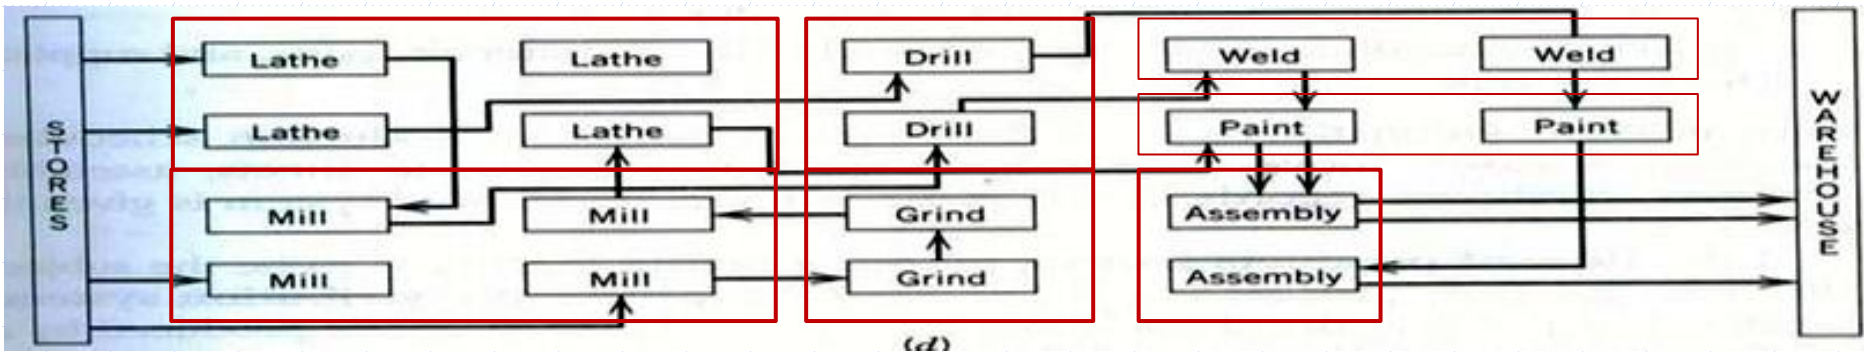 STORES
Lathe Lathe Drill Weld Weld
Lathe Lathe Drill Paint Paint
Mill Mill Grind Assembly
Mill Mill Grind Assembly
WAREHOUSE
(d)